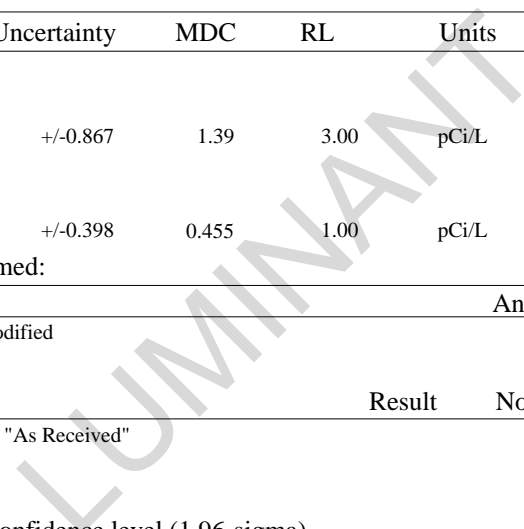 Uncertainty MDC RL Units
+/-0.867 1.39 3.00 pCi/L
+/-0.398 0.455 1.00 pCi/L
med:
An
odified
Result No
"As Received"
onfidence level (1.96-sigma)
LUMINANT